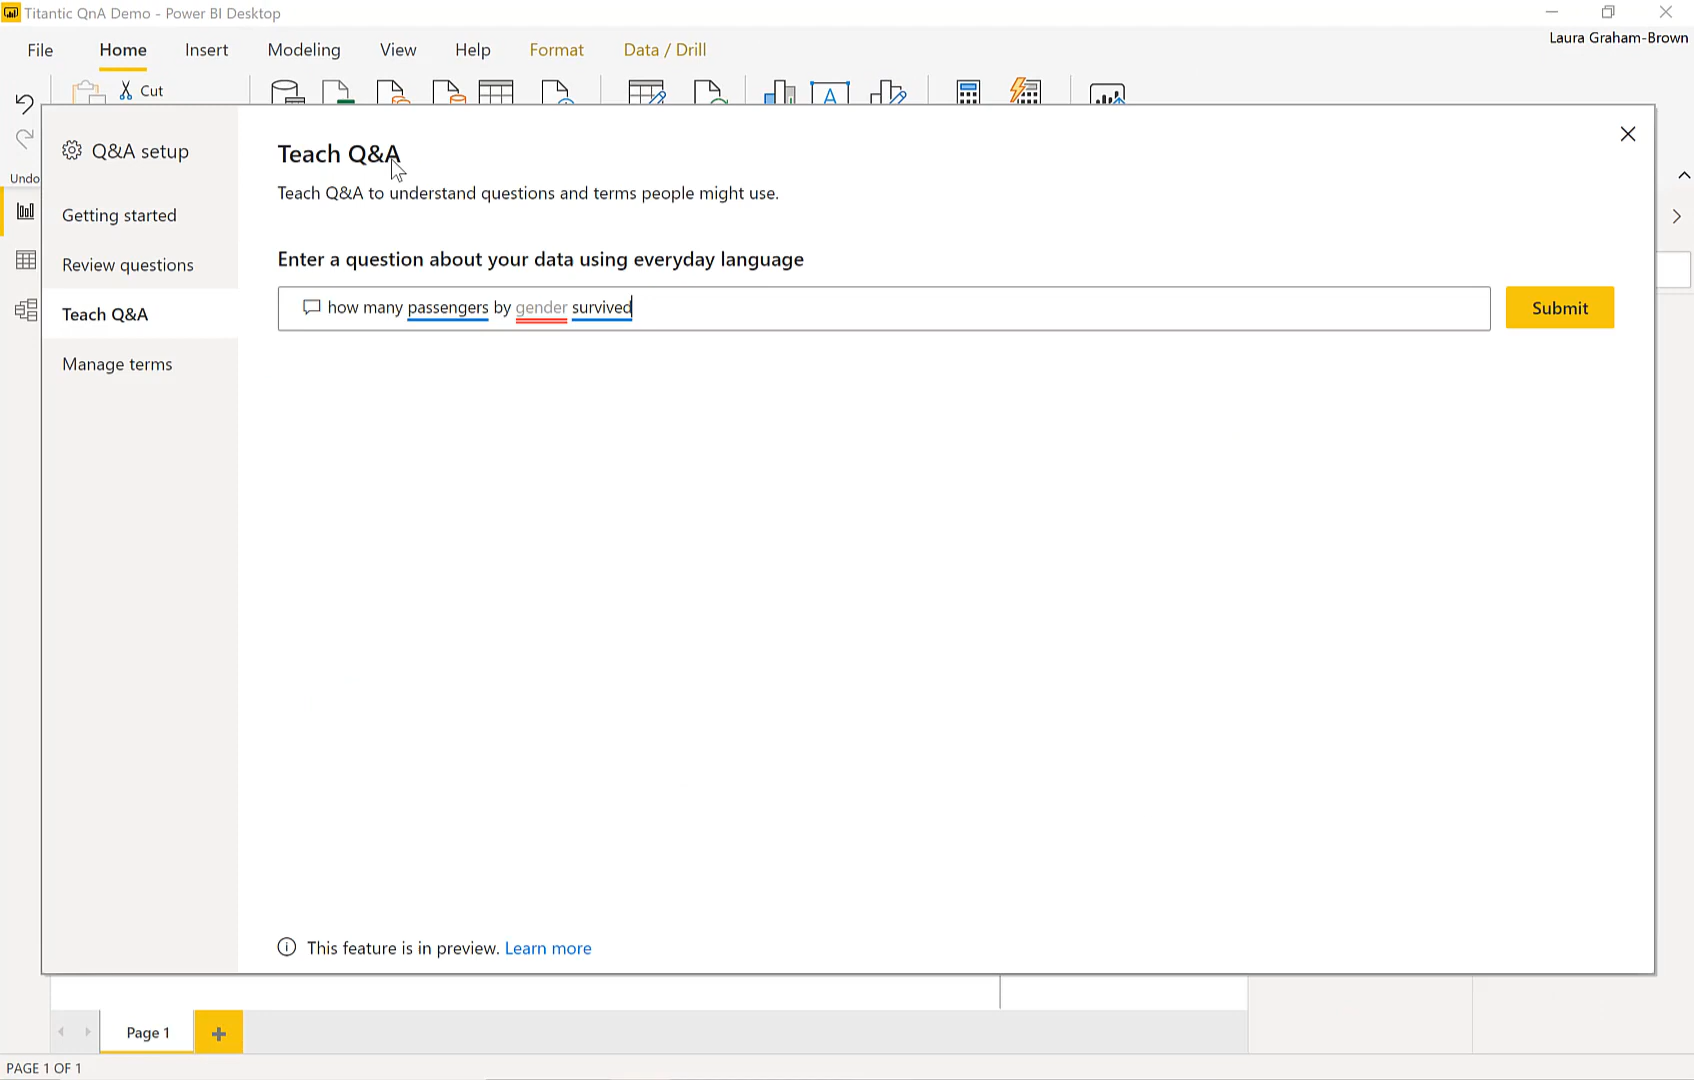 Titantic QnA Demo - Power BI Desktop
Laura Graham-Brown
File Home Insert Modeling View Help Format Data / Drill
Cut
Undo
Q&A setup
Getting started
Review questions
Teach Q&A
Manage terms
Teach Q&A
Teach Q&A to understand questions and terms people might use.
Enter a question about your data using everyday language
how many passengers by gender survived
Submit
This feature is in preview. Learn more
Page 1
PAGE 1 OF 1